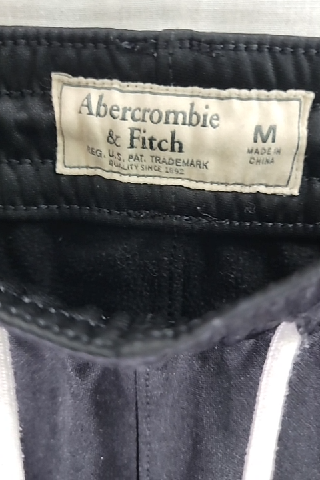 Abercrombie
& Fitch
REG. U.S. PAT. TRADEMARK
QUALITY SINCE 1892
M
MADE IN
CHINA